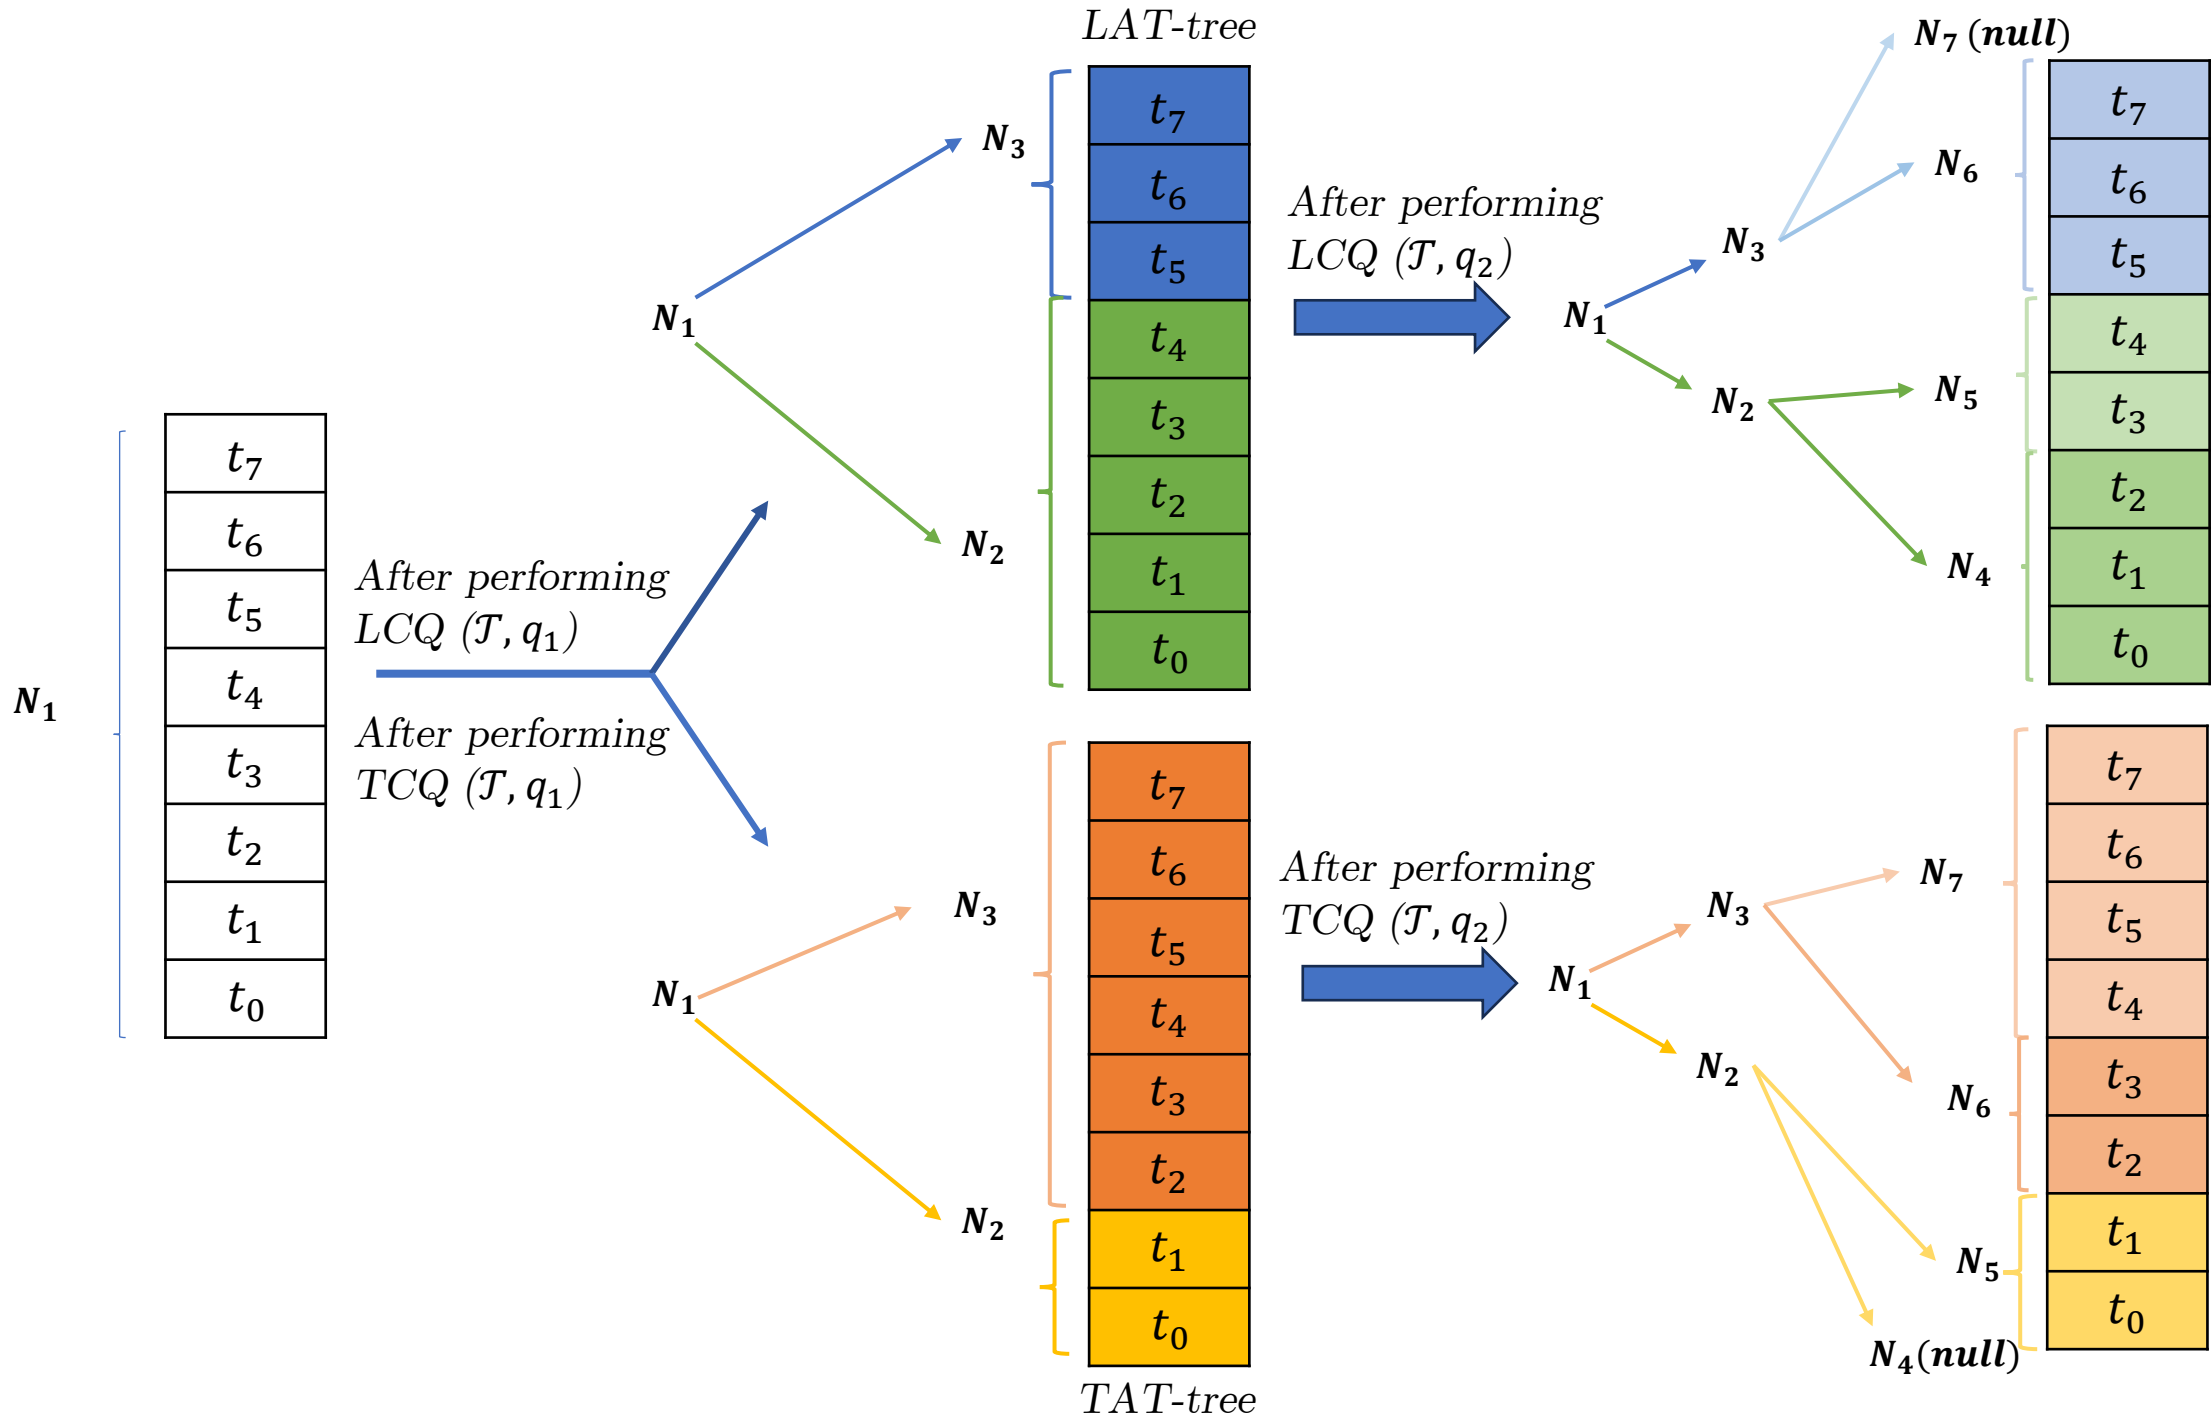 N₁
t₇
t₆
t₅
t₄
t₃
t₂
t₁
t₀
After performing
LCQ (𝒯, q₁)
After performing
TCQ (𝒯, q₁)
LAT-tree
N₁
N₃
N₂
t₇
t₆
t₅
t₄
t₃
t₂
t₁
t₀
After performing
LCQ (𝒯, q₂)
N₁
N₃
N₂
N₇ (null)
N₆
N₅
N₄
t₇
t₆
t₅
t₄
t₃
t₂
t₁
t₀
N₁
N₃
N₂
t₇
t₆
t₅
t₄
t₃
t₂
t₁
t₀
TAT-tree
After performing
TCQ (𝒯, q₂)
N₁
N₃
N₂
N₇
N₆
N₅
N₄(null)
t₇
t₆
t₅
t₄
t₃
t₂
t₁
t₀